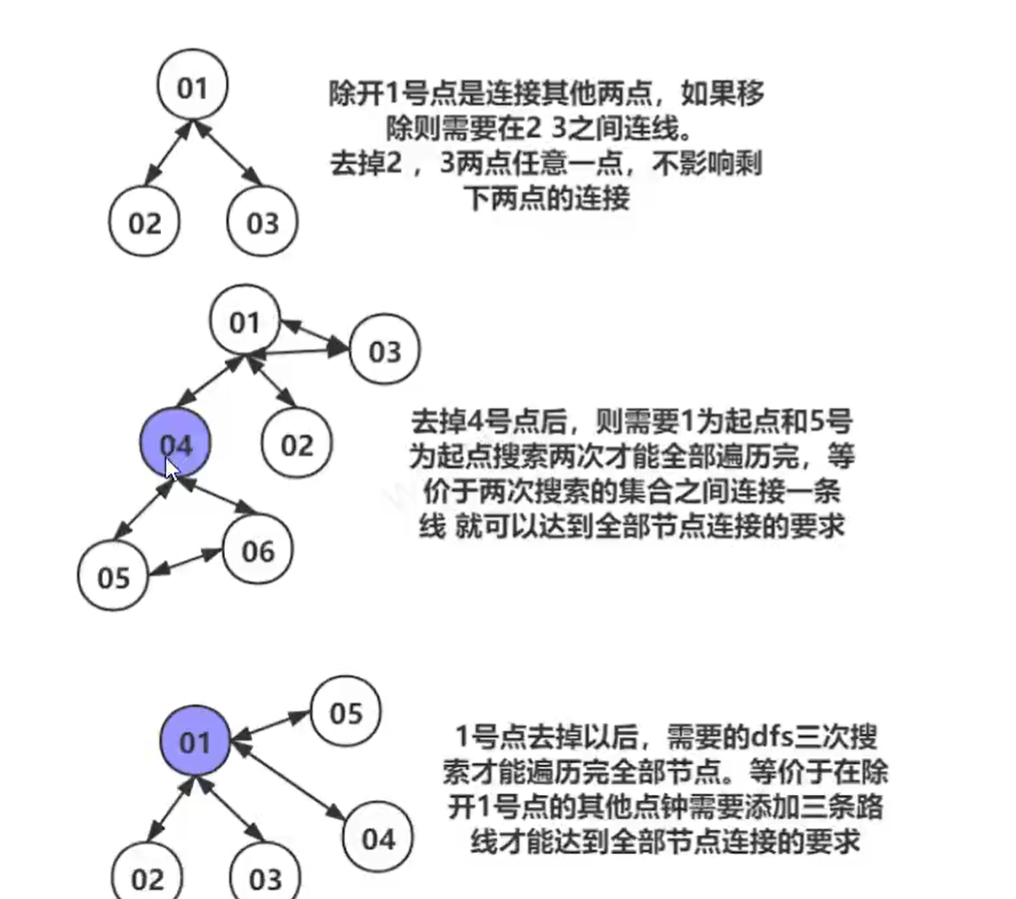 01
除开1号点是连接其他两点，如果移
除则需要在2 3之间连线。
去掉2 ，3两点任意一点，不影响剩
下两点的连接
02
03
01
03
04
02
去掉4号点后，则需要1为起点和5号
为起点搜索两次才能全部遍历完，等
价于两次搜索的集合之间连接一条
线 就可以达到全部节点连接的要求
06
05
05
01
1号点去掉以后，需要的dfs三次搜
索才能遍历完全部节点。等价于在除
开1号点的其他点钟需要添加三条路
线才能达到全部节点连接的要求
04
02
03